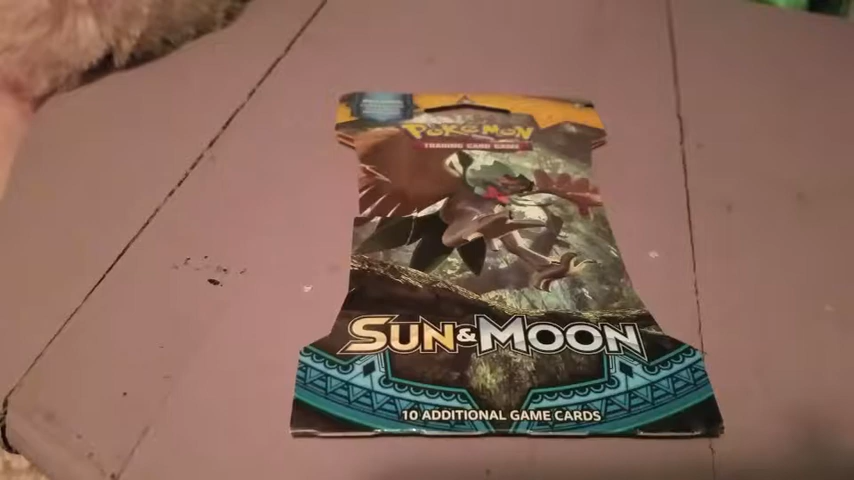 POKéMON
TRADING CARD GAME
SUN & MOON
10 ADDITIONAL GAME CARDS